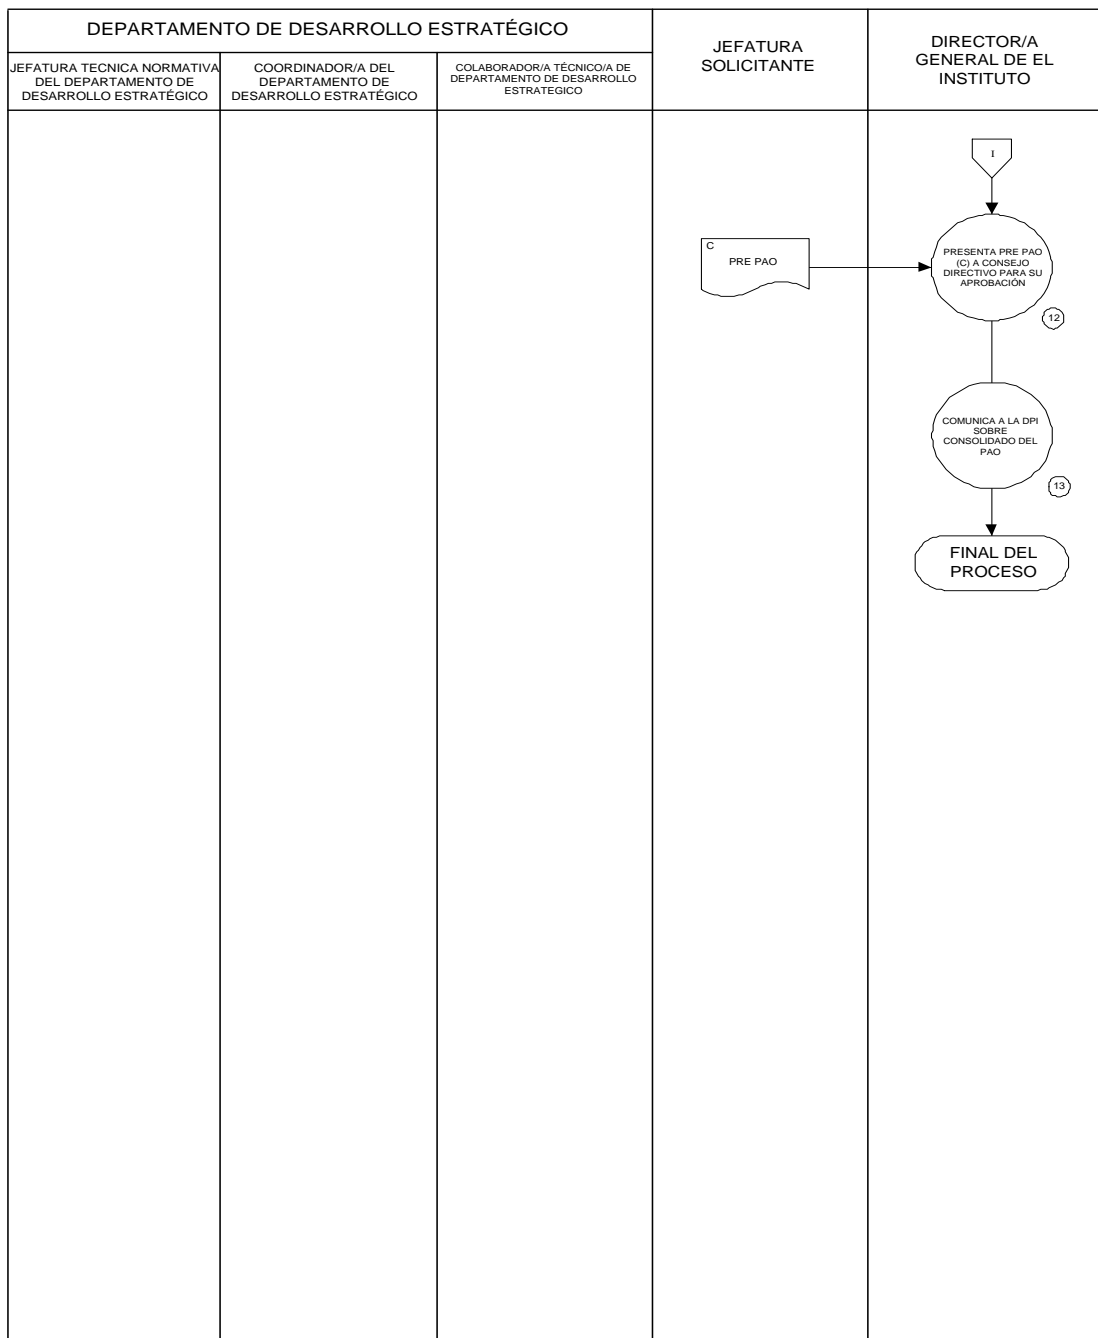 DEPARTAMENTO DE DESARROLLO ESTRATÉGICO
JEFATURA TECNICA NORMATIVA
DEL DEPARTAMENTO DE
DESARROLLO ESTRATÉGICO
COORDINADOR/A DEL
DEPARTAMENTO DE
DESARROLLO ESTRATÉGICO
COLABORADOR/A TÉCNICO/A DE
DEPARTAMENTO DE DESARROLLO
ESTRATEGICO
JEFATURA
SOLICITANTE
DIRECTOR/A
GENERAL DE EL
INSTITUTO
I
C
PRE PAO
PRESENTA PRE PAO
(C) A CONSEJO
DIRECTIVO PARA SU
APROBACIÓN
12
COMUNICA A LA DPI
SOBRE
CONSOLIDADO DEL
PAO
13
FINAL DEL
PROCESO